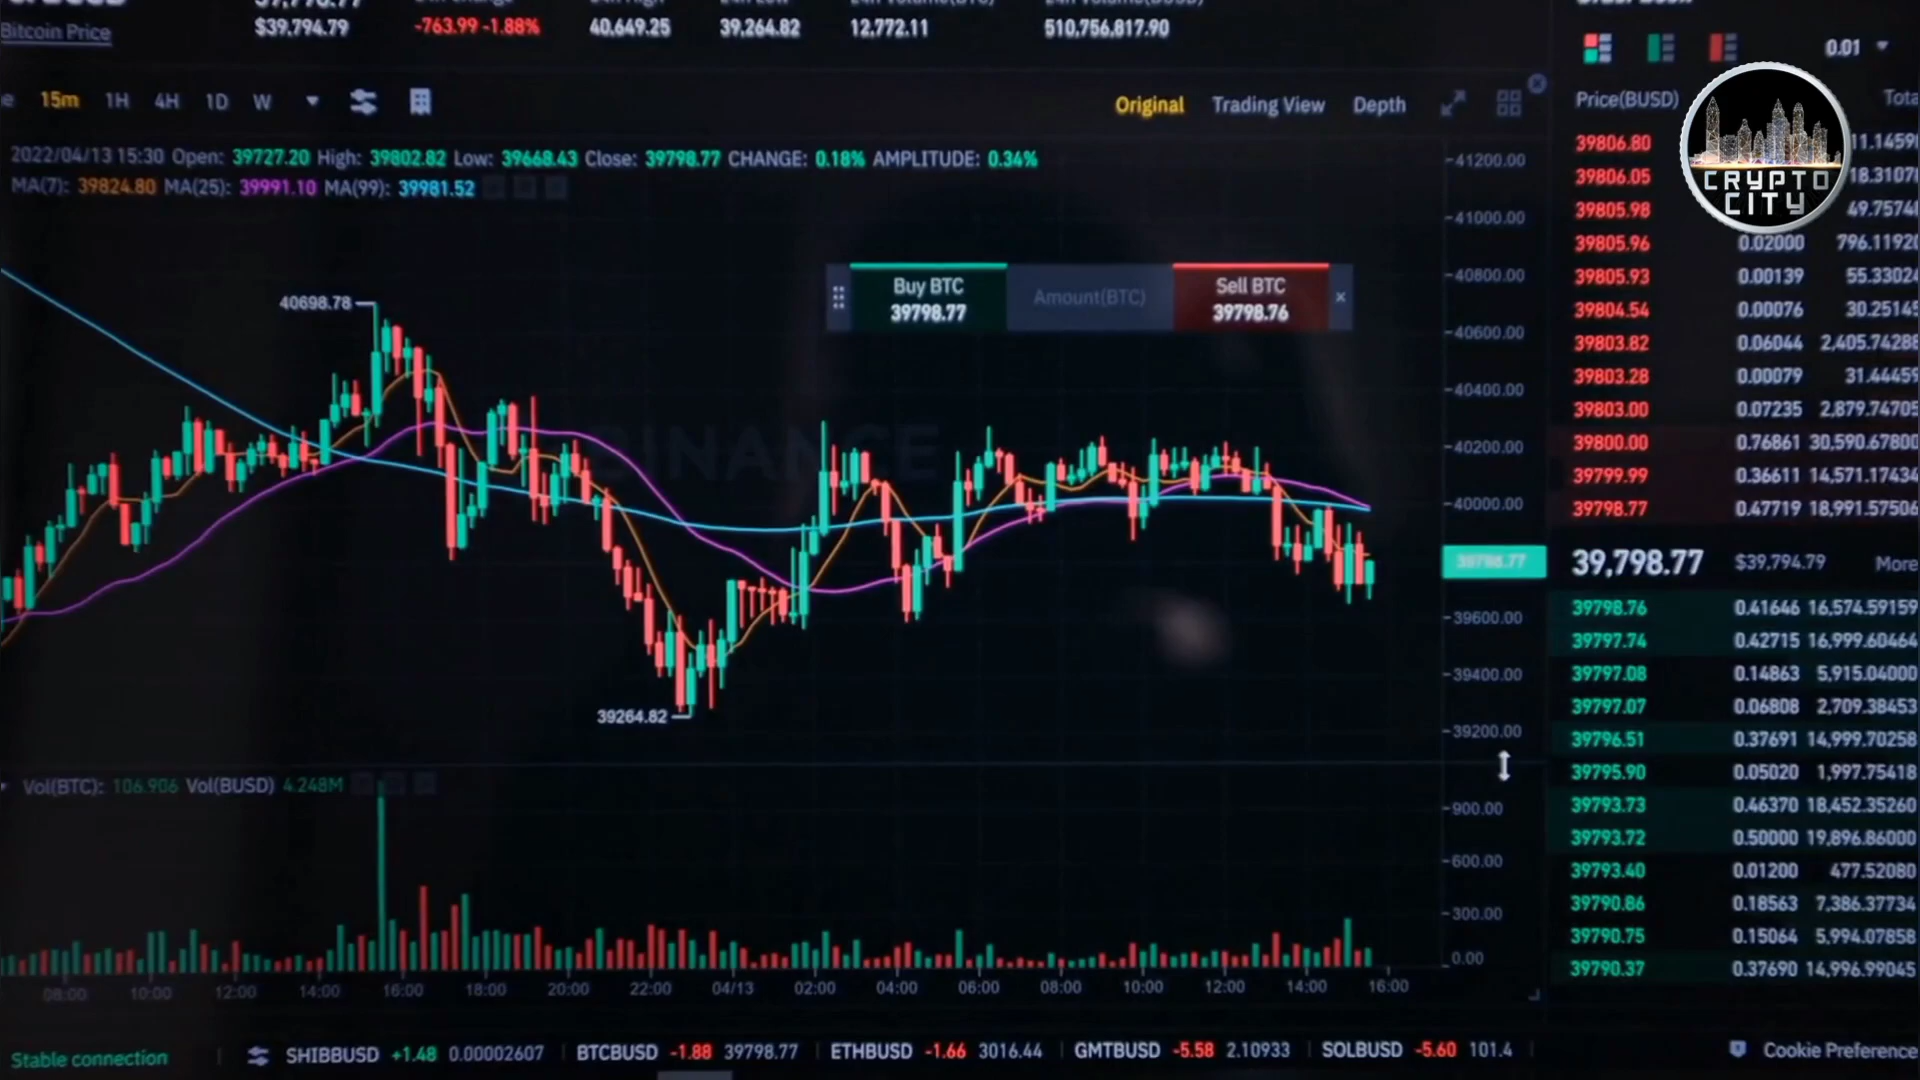 Bitcoin Price
$39,794.79
-763.99 -1.88%
40,649.25
39,264.82
12,772.11
510,756,817.90
0.01
15m 1H 4H 1D W
Original Trading View Depth
Price(BUSD)
CRYPTO
CITY
2022/04/13 15:30 Open: 39727.20 High: 39802.82 Low: 39668.43 Close: 39798.77 CHANGE: 0.18% AMPLITUDE: 0.34%
MA(7): 39824.80 MA(25): 39991.10 MA(99): 39981.52
40698.78
39264.82
Buy BTC
39798.77
Amount(BTC)
Sell BTC
39798.76
BINANCE
41200.00
41000.00
40800.00
40600.00
40400.00
40200.00
40000.00
39798.77
39600.00
39400.00
39200.00
Vol(BTC): 106.906 Vol(BUSD) 4.248M
900.00
600.00
300.00
0.00
08:00 10:00 12:00 14:00 16:00 18:00 20:00 22:00 04/13 02:00 04:00 06:00 08:00 10:00 12:00 14:00 16:00
39806.80
39806.05
39805.98
39805.96 0.02000 796.11920
39805.93 0.00139 55.33024
39804.54 0.00076 30.25145
39803.82 0.06044 2,405.74288
39803.28 0.00079 31.44459
39803.00 0.07235 2,879.74705
39800.00 0.76861 30,590.67800
39799.99 0.36611 14,571.17434
39798.77 0.47719 18,991.57506
39,798.77 $39,794.79 More
39798.76 0.41646 16,574.59159
39797.74 0.42715 16,999.60464
39797.08 0.14863 5,915.04000
39797.07 0.06808 2,709.38453
39796.51 0.37691 14,999.70258
39795.90 0.05020 1,997.75418
39793.73 0.46370 18,452.35260
39793.72 0.50000 19,896.86000
39793.40 0.01200 477.52080
39790.86 0.18563 7,386.37734
39790.75 0.15064 5,994.07858
39790.37 0.37690 14,996.99045
Stable connection
SHIBBUSD +1.48 0.00002607
BTCBUSD -1.88 39798.77
ETHBUSD -1.66 3016.44
GMTBUSD -5.58 2.10933
SOLBUSD -5.60 101.4
Cookie Preference